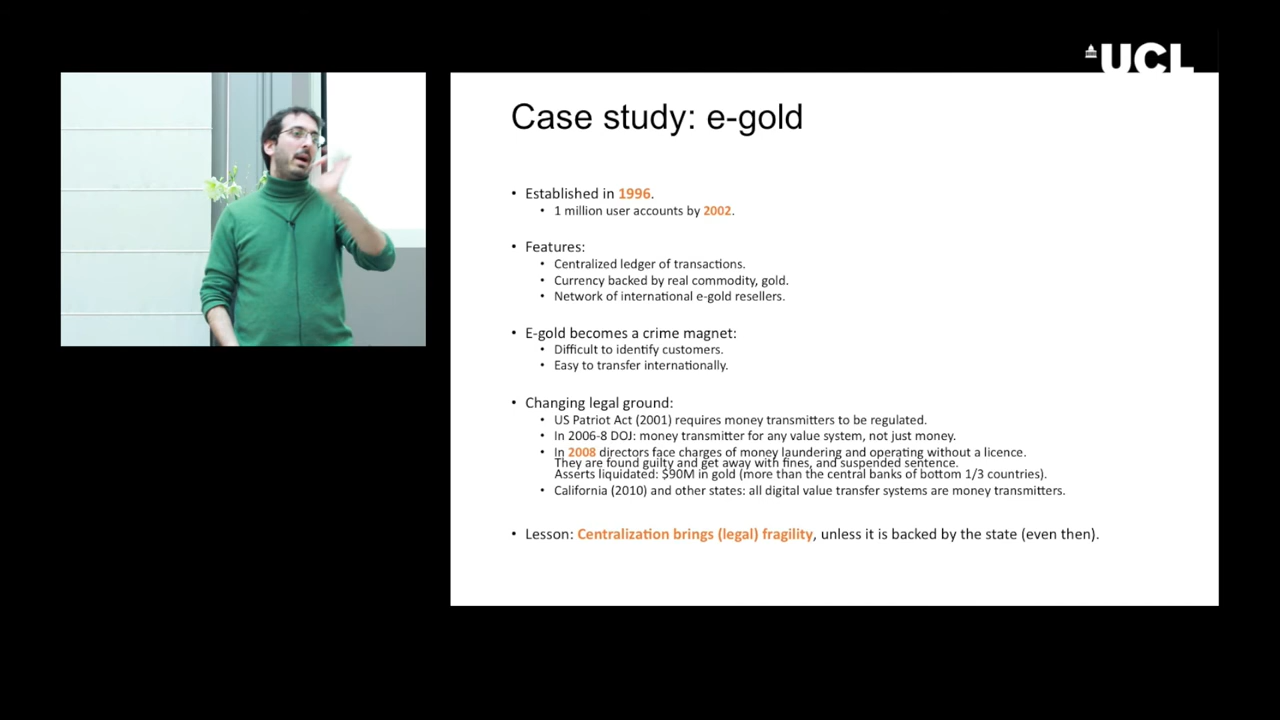 UCL
Case study: e-gold
• Established in 1996.
• 1 million user accounts by 2002.
• Features:
• Centralized ledger of transactions.
• Currency backed by real commodity, gold.
• Network of international e-gold resellers.
• E-gold becomes a crime magnet:
• Difficult to identify customers.
• Easy to transfer internationally.
• Changing legal ground:
• US Patriot Act (2001) requires money transmitters to be regulated.
• In 2006-8 DOJ: money transmitter for any value system, not just money.
• In 2008 directors face charges of money laundering and operating without a licence.
They are found guilty and get away with fines, and suspended sentence.
Asserts liquidated: $90M in gold (more than the central banks of bottom 1/3 countries).
• California (2010) and other states: all digital value transfer systems are money transmitters.
• Lesson: Centralization brings (legal) fragility, unless it is backed by the state (even then).